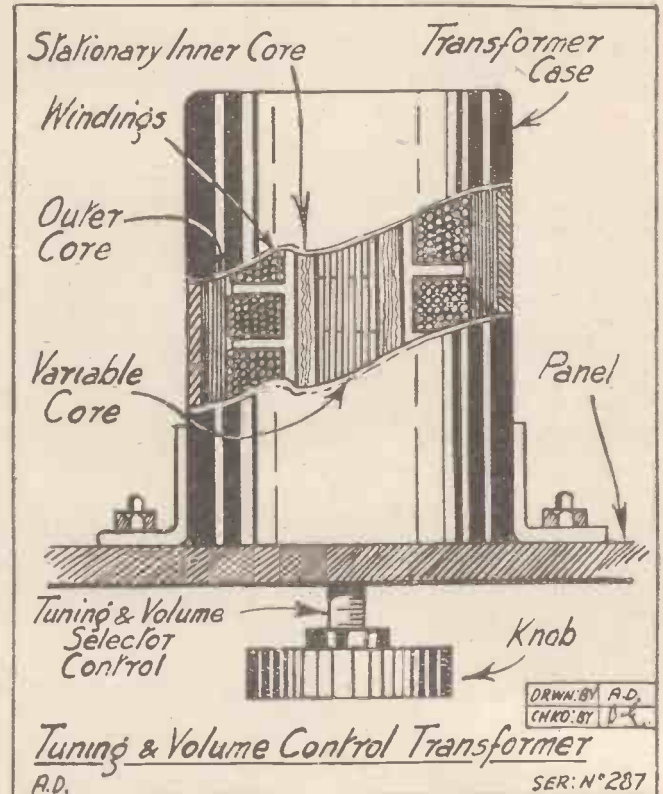 Stationary Inner Core
Transformer
Case
Windings
Outer
Core
Variable
Core
Panel
Tuning & Volume
Selector
Control
Knob
DRWN: BY A.D.
CHKD: BY
Tuning & Volume Control Transformer
A.D.
SER: Nº 287